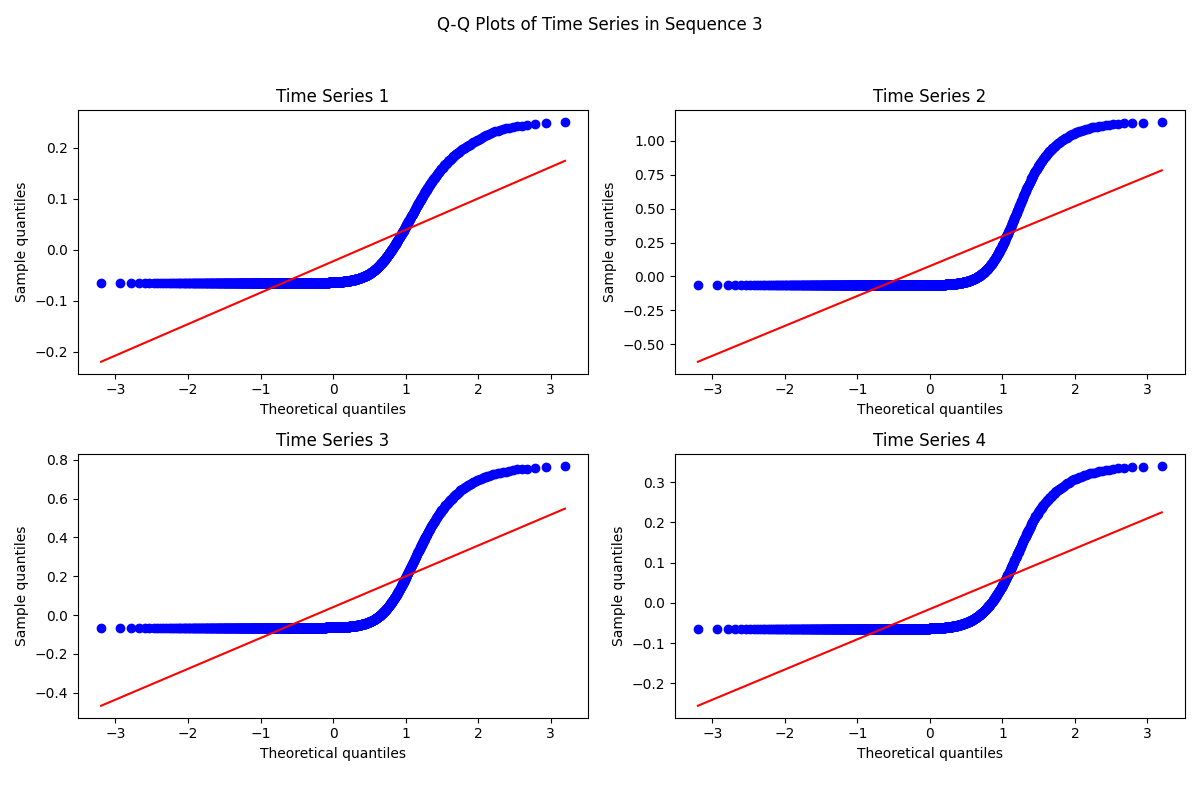 Q-Q Plots of Time Series in Sequence 3
Time Series 1
Sample quantiles
0.2
0.1
0.0
−0.1
−0.2
−3 −2 −1 0 1 2 3
Theoretical quantiles
Time Series 2
Sample quantiles
1.00
0.75
0.50
0.25
0.00
−0.25
−0.50
−3 −2 −1 0 1 2 3
Theoretical quantiles
Time Series 3
Sample quantiles
0.8
0.6
0.4
0.2
0.0
−0.2
−0.4
−3 −2 −1 0 1 2 3
Theoretical quantiles
Time Series 4
Sample quantiles
0.3
0.2
0.1
0.0
−0.1
−0.2
−3 −2 −1 0 1 2 3
Theoretical quantiles